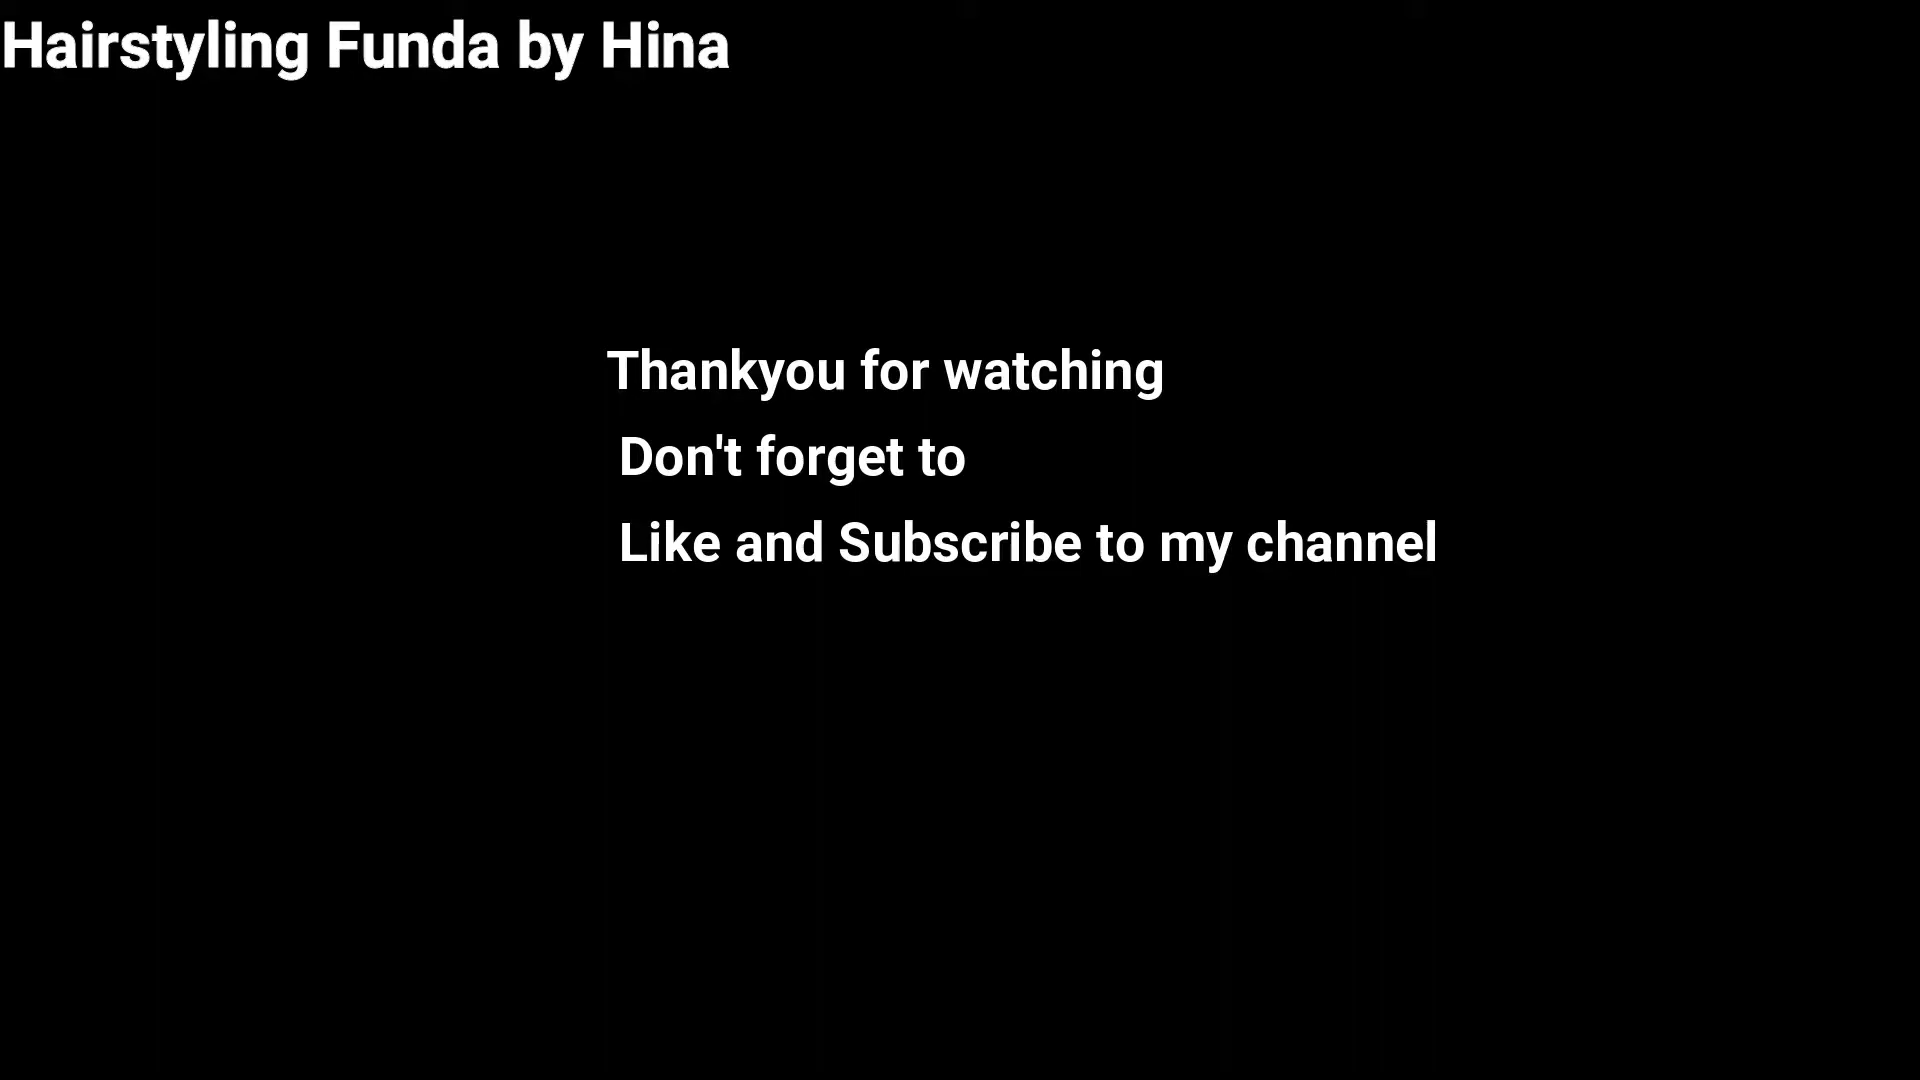 Hairstyling Funda by Hina
Thankyou for watching
Don't forget to
Like and Subscribe to my channel